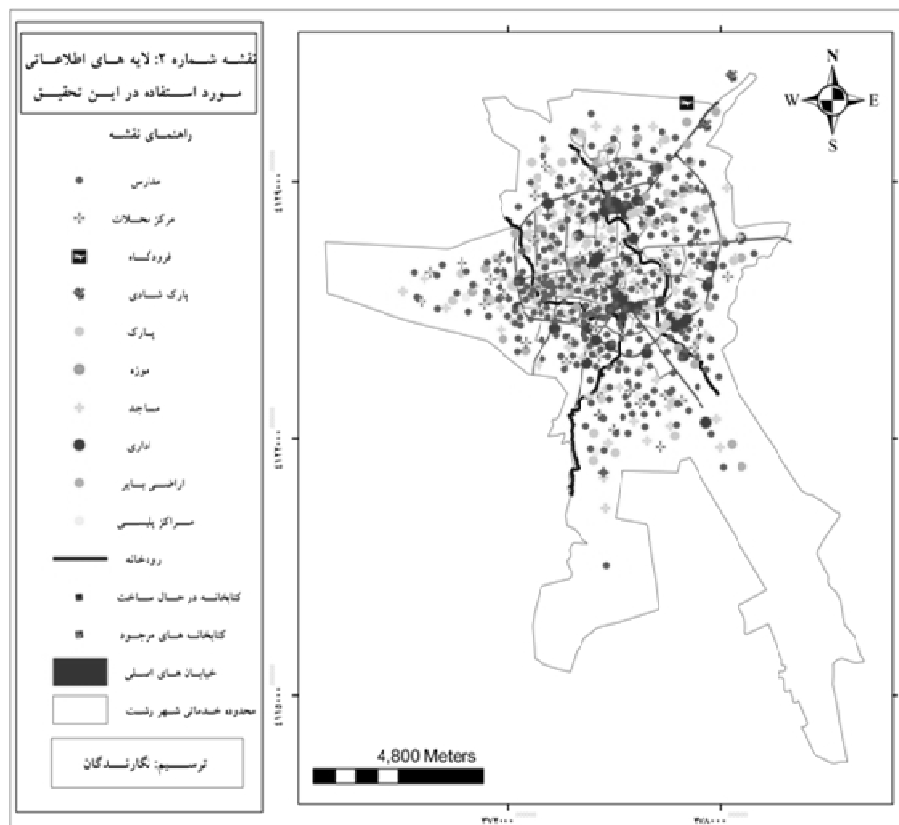 نقشه شماره ۲: لایه های اطلاعاتی
مورد استفاده در این تحقیق
راهنمای نقشه
مدارس
مرکز محلات
فرودگاه
پارک شادی
پارک
موزه
مساجد
اداری
اراضی بایر
مراکز پلیس
رودخانه
کتابخانه در حال ساخت
کتابخانه های موجود
خیابان های اصلی
محدوده خدماتی شهر رشت
ترسیم: نگارندگان
N
W
E
S
4,800 Meters